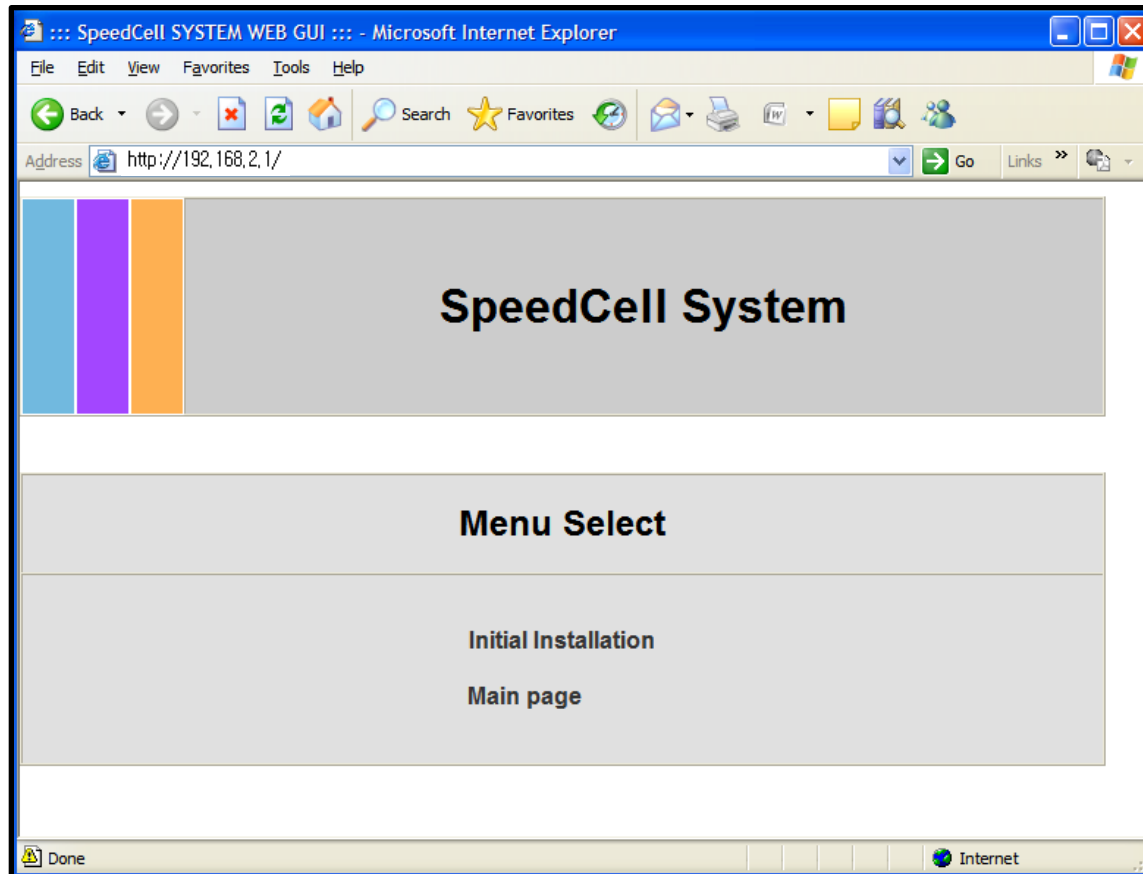 ::: SpeedCell SYSTEM WEB GUI ::: - Microsoft Internet Explorer
File Edit View Favorites Tools Help
Back Search Favorites W
Address http://192,168,2,1/ Go Links »
SpeedCell System
Menu Select
Initial Installation
Main page
Done Internet